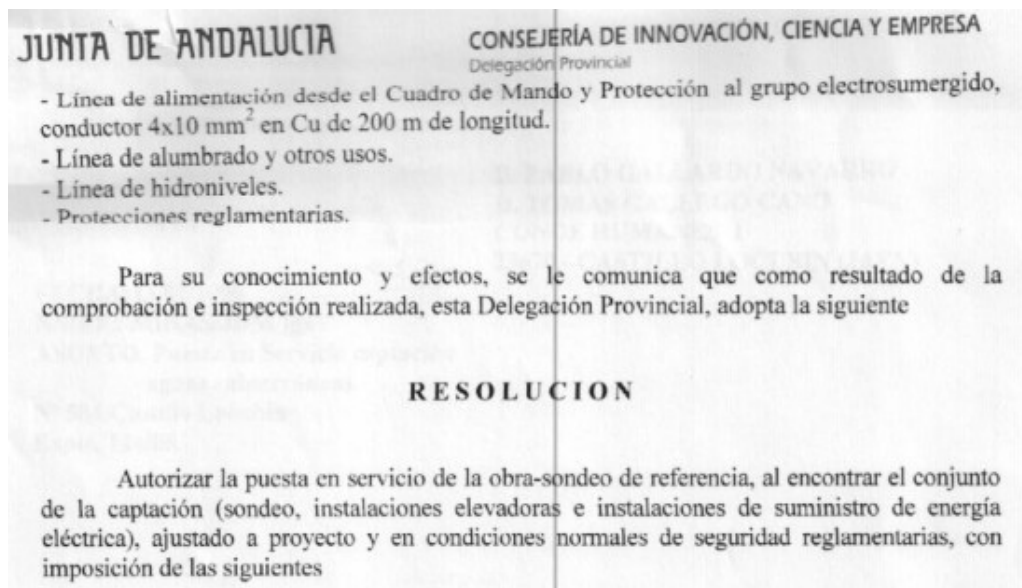 JUNTA DE ANDALUCIA
CONSEJERÍA DE INNOVACIÓN, CIENCIA Y EMPRESA
Delegación Provincial
- Línea de alimentación desde el Cuadro de Mando y Protección al grupo electrosumergido,
conductor 4x10 mm² en Cu de 200 m de longitud.
- Línea de alumbrado y otros usos.
- Línea de hidroniveles.
- Protecciones reglamentarias.
Para su conocimiento y efectos, se le comunica que como resultado de la
comprobación e inspección realizada, esta Delegación Provincial, adopta la siguiente
RESOLUCION
Autorizar la puesta en servicio de la obra-sondeo de referencia, al encontrar el conjunto
de la captación (sondeo, instalaciones elevadoras e instalaciones de suministro de energía
eléctrica), ajustado a proyecto y en condiciones normales de seguridad reglamentarias, con
imposición de las siguientes